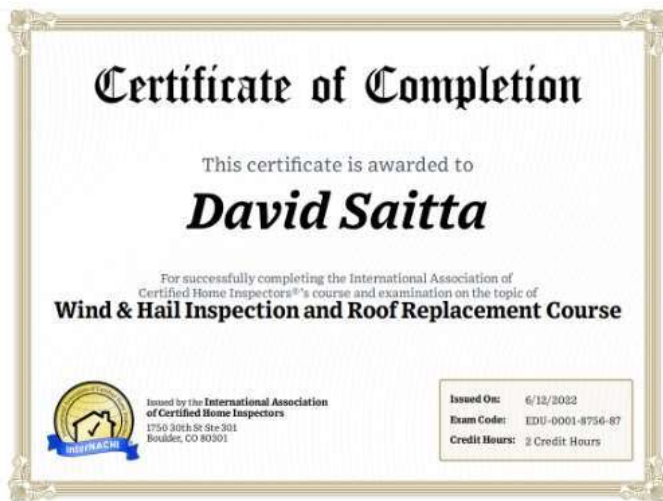 Certificate of Completion
This certificate is awarded to
David Saitta
For successfully completing the International Association of
Certified Home Inspectors®'s course and examination on the topic of
Wind & Hail Inspection and Roof Replacement Course
InterNACHI
Issued by the International Association
of Certified Home Inspectors
1750 30th St Ste 301
Boulder, CO 80301
Issued On: 6/12/2022
Exam Code: EDU-0001-8756-87
Credit Hours: 2 Credit Hours